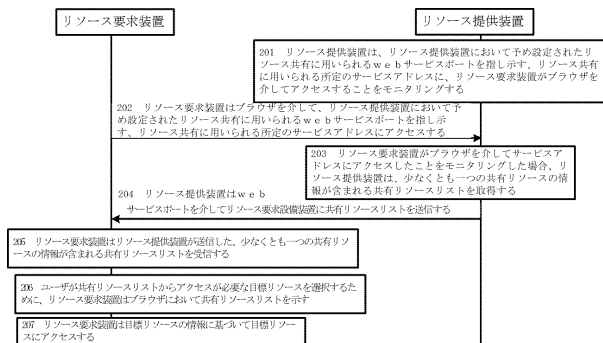 リソース要求装置
リソース提供装置
201 リソース提供装置は、リソース提供装置において予め設定されたリ
ソース共有に用いられるwebサービスポートを指し示す、リソース共有
に用いられる所定のサービスアドレスに、リソース要求装置がブラウザを
介してアクセスすることをモニタリングする
202 リソース要求装置はブラウザを介して、リソース提供装置において予
め設定されたリソース共有に用いられるwebサービスポートを指し示
す、リソース共有に用いられる所定のサービスアドレスにアクセスする
203 リソース要求装置がブラウザを介してサービスア
ドレスにアクセスしたことをモニタリングした場合、リ
ソース提供装置は、少なくとも一つの共有リソースの情
報が含まれる共有リソースリストを取得する
204 リソース提供装置はweb
サービスポートを介してリソース要求設備装置に共有リソースリストを送信する
205 リソース要求装置はリソース提供装置が送信した、少なくとも一つの共有リソ
ースの情報が含まれる共有リソースリストを受信する
206 ユーザが共有リソースリストからアクセスが必要な目標リソースを選択するた
めに、リソース要求装置はブラウザにおいて共有リソースリストを示す
207 リソース要求装置は目標リソースの情報に基づいて目標リソー
スにアクセスする